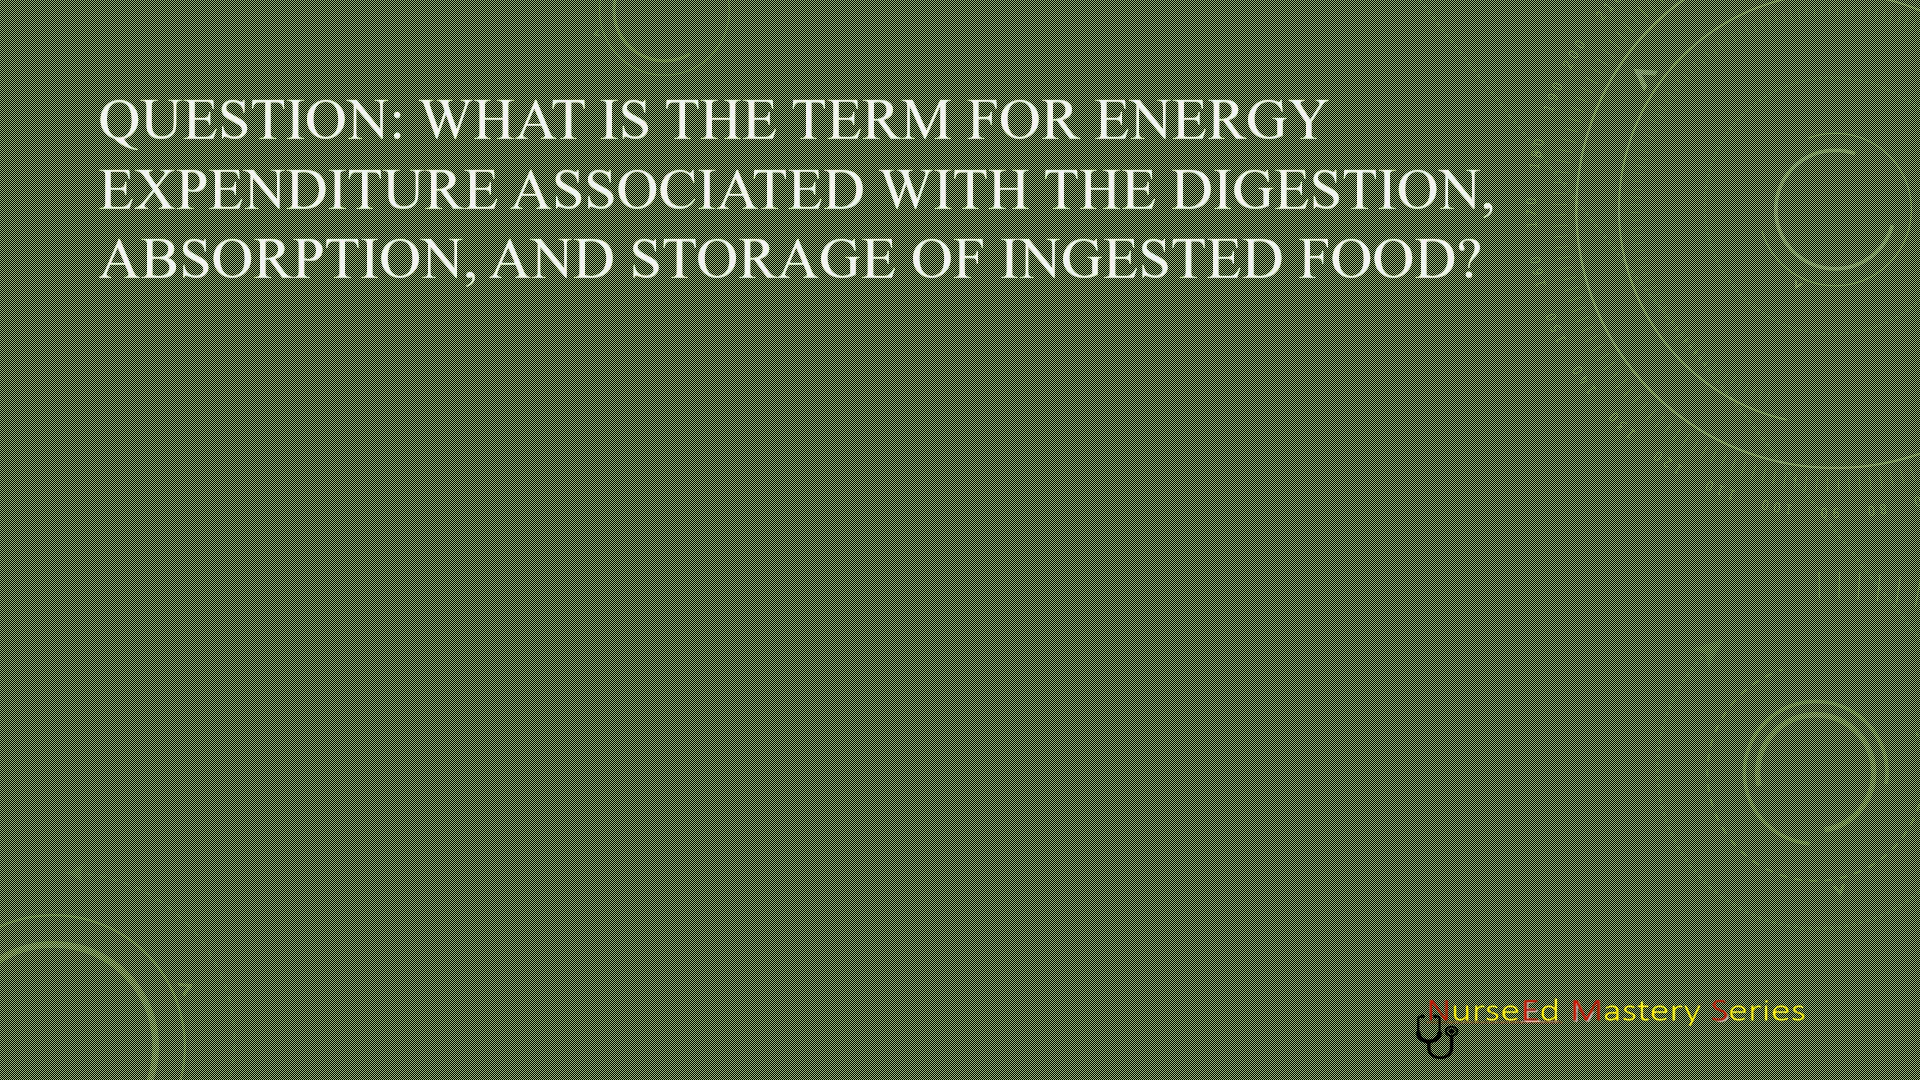 QUESTION: WHAT IS THE TERM FOR ENERGY
EXPENDITURE ASSOCIATED WITH THE DIGESTION,
ABSORPTION, AND STORAGE OF INGESTED FOOD?
NurseEd Mastery Series